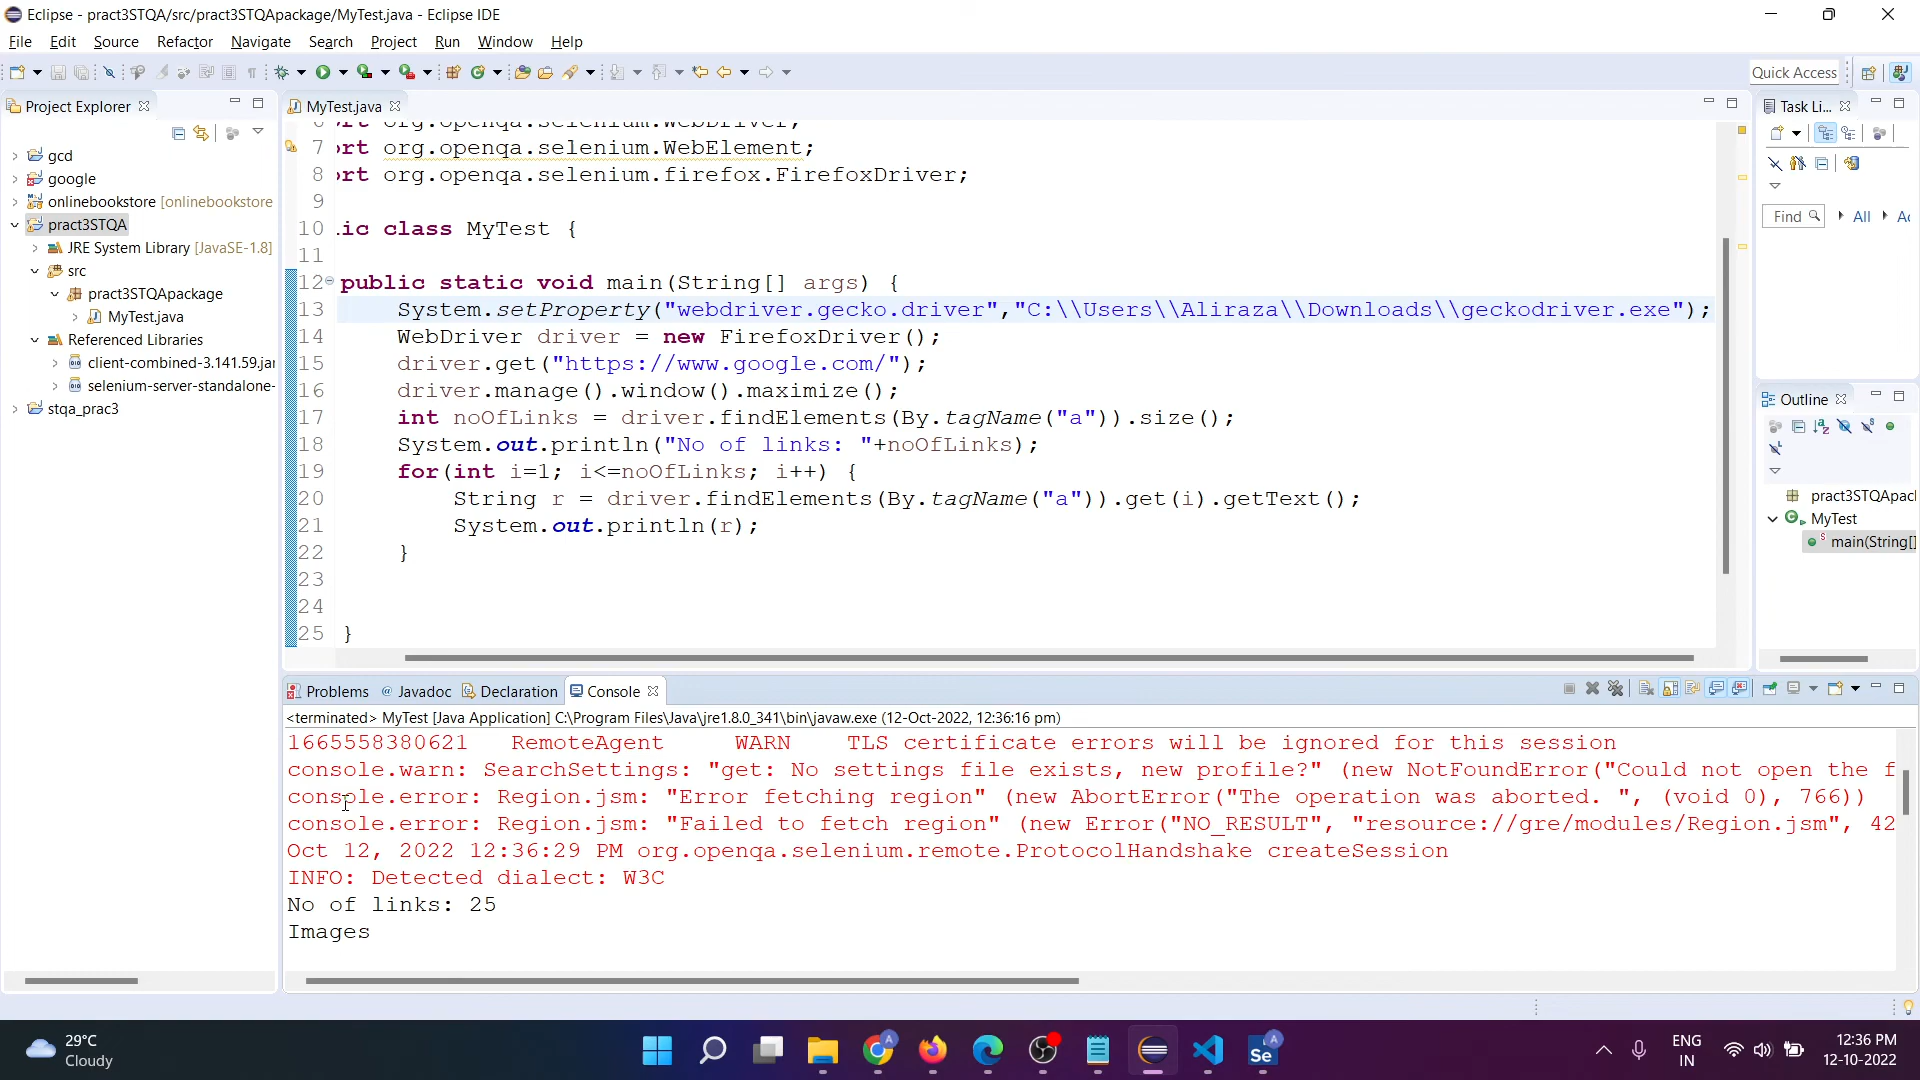 Eclipse - pract3STQA/src/pract3STQApackage/MyTest.java - Eclipse IDE
File Edit Source Refactor Navigate Search Project Run Window Help
Quick Access
Project Explorer
gcd
google
onlinebookstore [onlinebookstore
pract3STQA
JRE System Library [JavaSE-1.8]
src
pract3STQApackage
MyTest.java
Referenced Libraries
client-combined-3.141.59.jar
selenium-server-standalone-
stqa_prac3
MyTest.java
7 ort org.openqa.selenium.WebElement;
8 ort org.openqa.selenium.firefox.FirefoxDriver;
9
10 ic class MyTest {
11
12 public static void main(String[] args) {
13 System.setProperty("webdriver.gecko.driver","C:\\Users\\Aliraza\\Downloads\\geckodriver.exe");
14 WebDriver driver = new FirefoxDriver();
15 driver.get("https://www.google.com/");
16 driver.manage().window().maximize();
17 int noOfLinks = driver.findElements(By.tagName("a")).size();
18 System.out.println("No of links: "+noOfLinks);
19 for(int i=1; i<=noOfLinks; i++) {
20 String r = driver.findElements(By.tagName("a")).get(i).getText();
21 System.out.println(r);
22 }
23
24
25 }
Task Li...
Find All Ac
Outline
pract3STQApacl
MyTest
main(String[]
Problems @ Javadoc Declaration Console
<terminated> MyTest [Java Application] C:\Program Files\Java\jre1.8.0_341\bin\javaw.exe (12-Oct-2022, 12:36:16 pm)
1665558380621 RemoteAgent WARN TLS certificate errors will be ignored for this session
console.warn: SearchSettings: "get: No settings file exists, new profile?" (new NotFoundError("Could not open the f
console.error: Region.jsm: "Error fetching region" (new AbortError("The operation was aborted. ", (void 0), 766))
console.error: Region.jsm: "Failed to fetch region" (new Error("NO_RESULT", "resource://gre/modules/Region.jsm", 42
Oct 12, 2022 12:36:29 PM org.openqa.selenium.remote.ProtocolHandshake createSession
INFO: Detected dialect: W3C
No of links: 25
Images
29°C
Cloudy
A
A
Se
ENG
IN
12:36 PM
12-10-2022